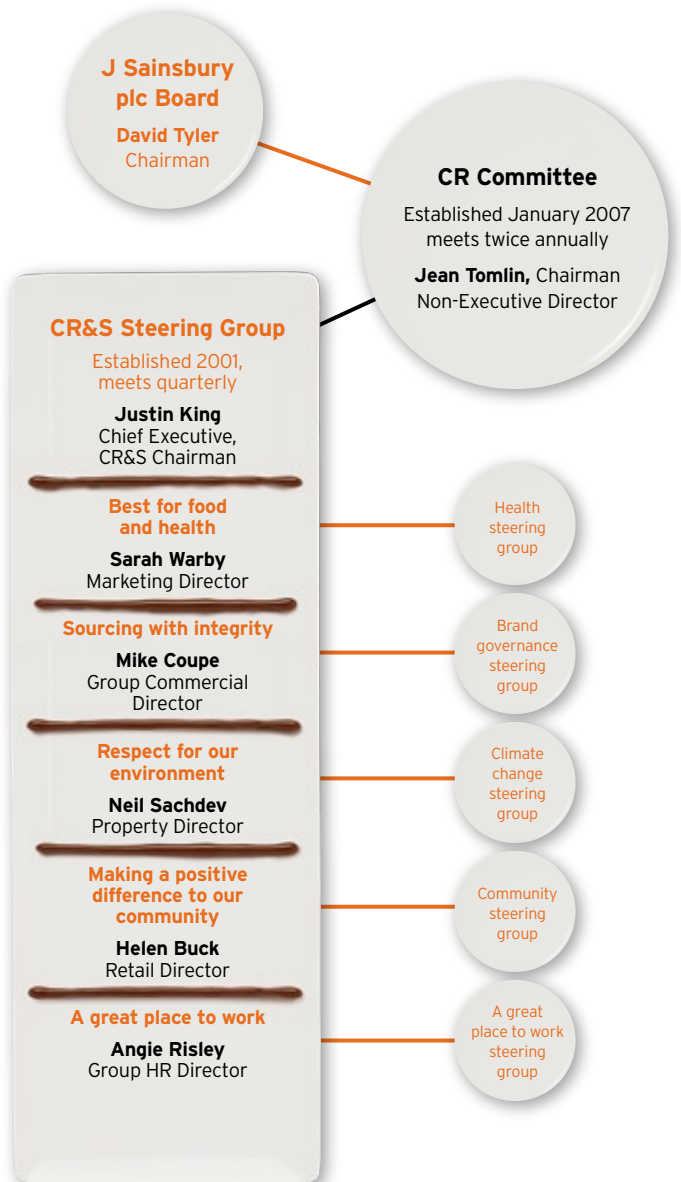 J Sainsbury
plc Board
David Tyler
Chairman
CR Committee
Established January 2007
meets twice annually
Jean Tomlin, Chairman
Non-Executive Director
CR&S Steering Group
Established 2001,
meets quarterly
Justin King
Chief Executive,
CR&S Chairman
Best for food
and health
Sarah Warby
Marketing Director
Health
steering
group
Sourcing with integrity
Mike Coupe
Group Commercial
Director
Brand
governance
steering
group
Respect for our
environment
Neil Sachdev
Property Director
Climate
change
steering
group
Making a positive
difference to our
community
Helen Buck
Retail Director
Community
steering
group
A great place to work
Angie Risley
Group HR Director
A great
place to work
steering
group